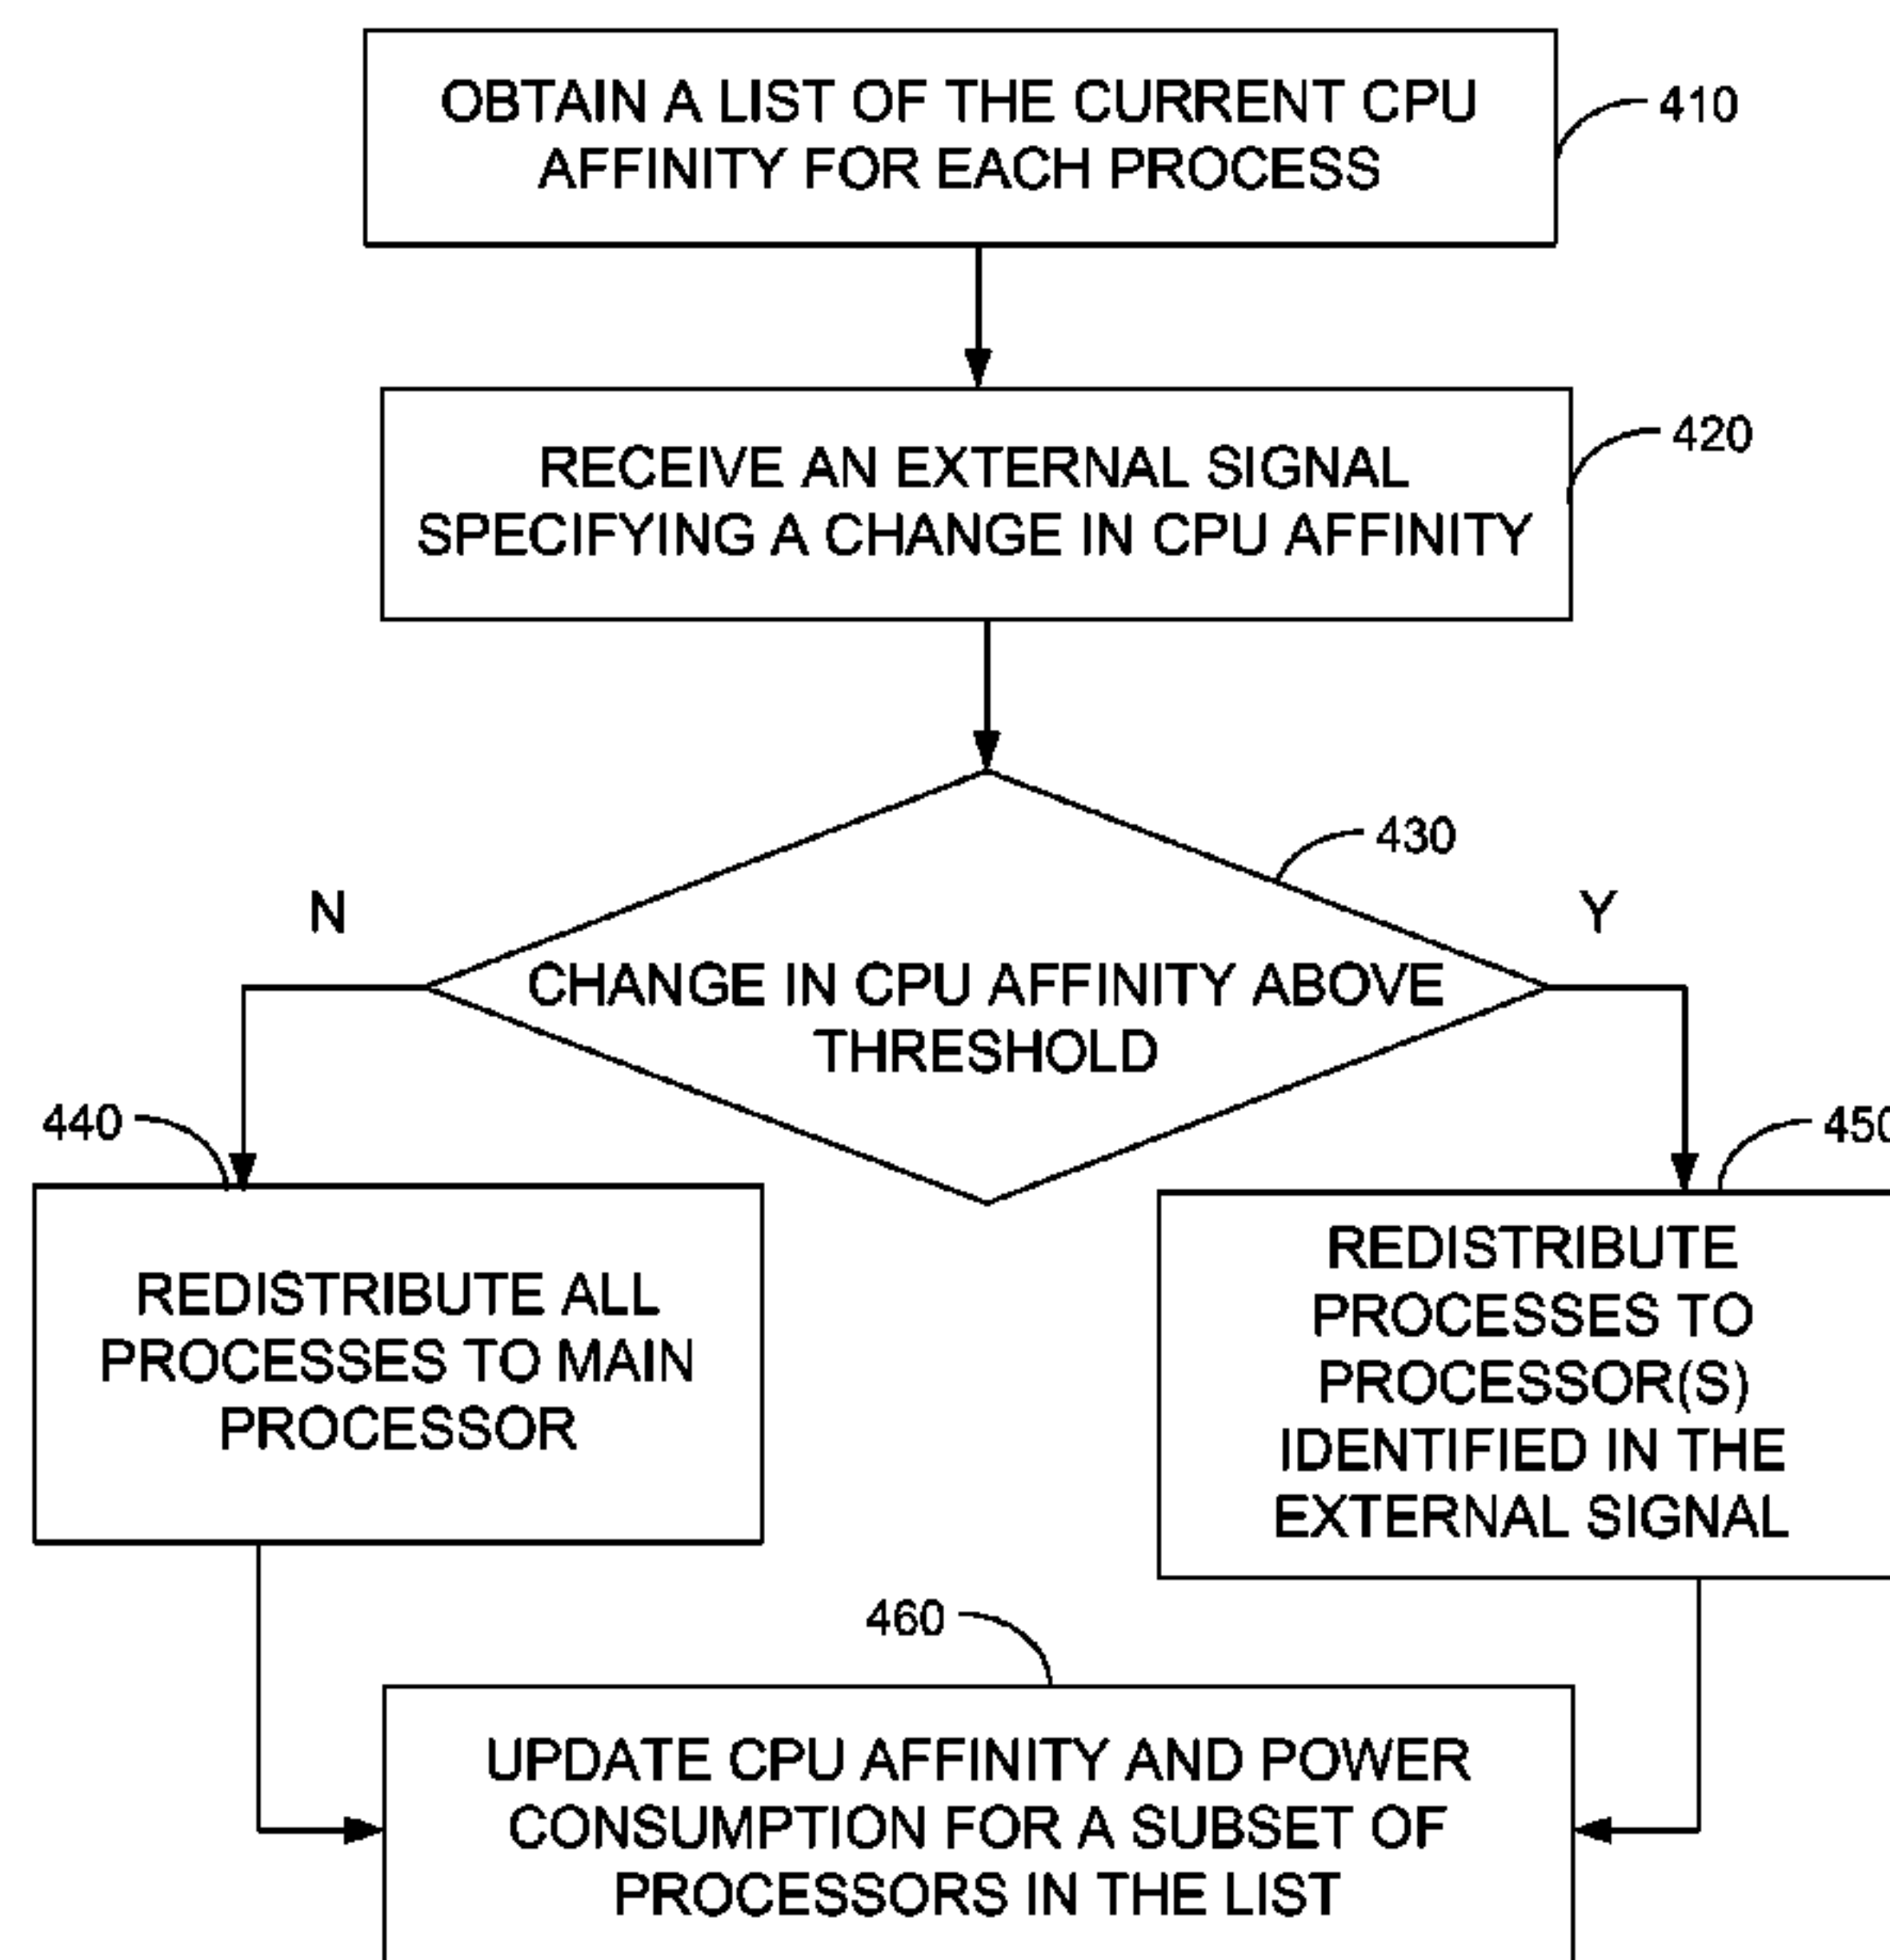 OBTAIN A LIST OF THE CURRENT CPU
AFFINITY FOR EACH PROCESS
410
RECEIVE AN EXTERNAL SIGNAL
SPECIFYING A CHANGE IN CPU AFFINITY
420
430
N
Y
CHANGE IN CPU AFFINITY ABOVE
THRESHOLD
440
450
REDISTRIBUTE ALL
PROCESSES TO MAIN
PROCESSOR
REDISTRIBUTE
PROCESSES TO
PROCESSOR(S)
IDENTIFIED IN THE
EXTERNAL SIGNAL
460
UPDATE CPU AFFINITY AND POWER
CONSUMPTION FOR A SUBSET OF
PROCESSORS IN THE LIST